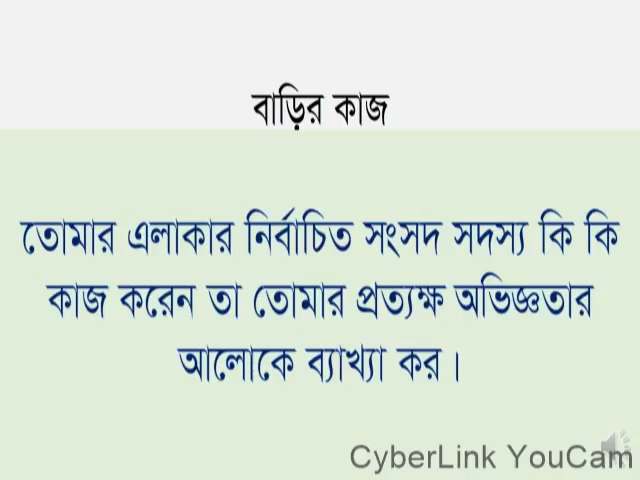 বাড়ির কাজ
তোমার এলাকার নির্বাচিত সংসদ সদস্য কি কি
কাজ করেন তা তোমার প্রত্যক্ষ অভিজ্ঞতার
আলোকে ব্যাখ্যা কর।
CyberLink YouCam